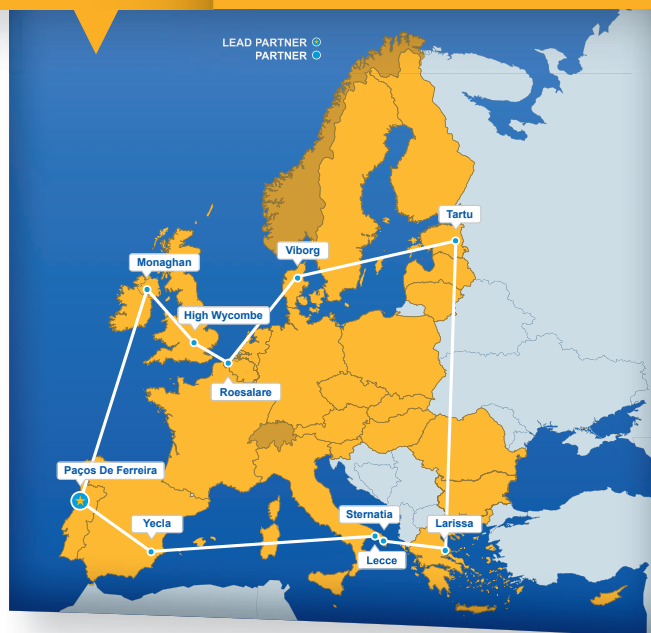 LEAD PARTNER
PARTNER
Tartu
Viborg
Monaghan
High Wycombe
Roesalare
Paços De Ferreira
Yecla
Sternatia
Larissa
Lecce